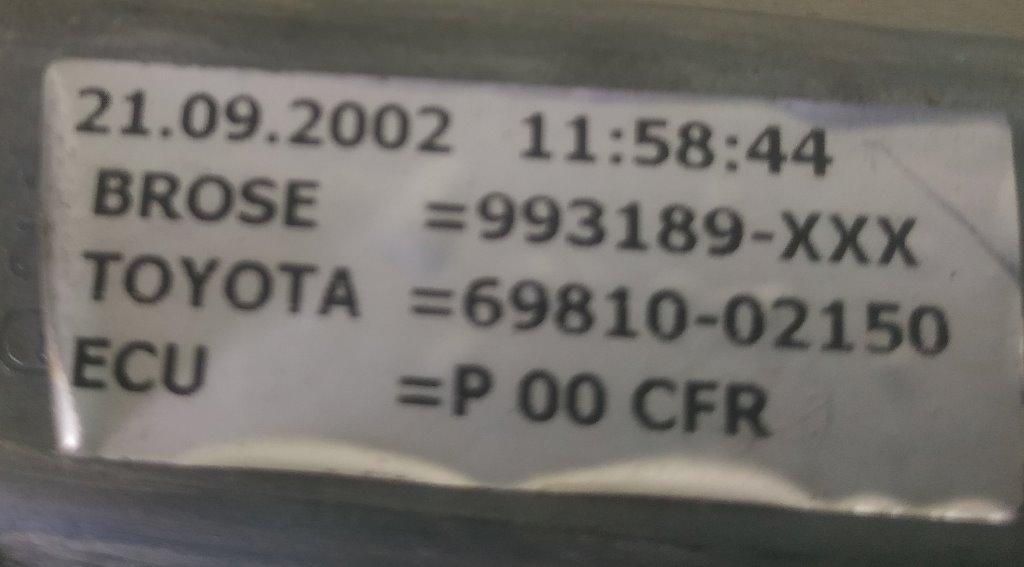 21.09.2002 11:58:44
BROSE =993189-XXX
TOYOTA =69810-02150
ECU =P 00 CFR